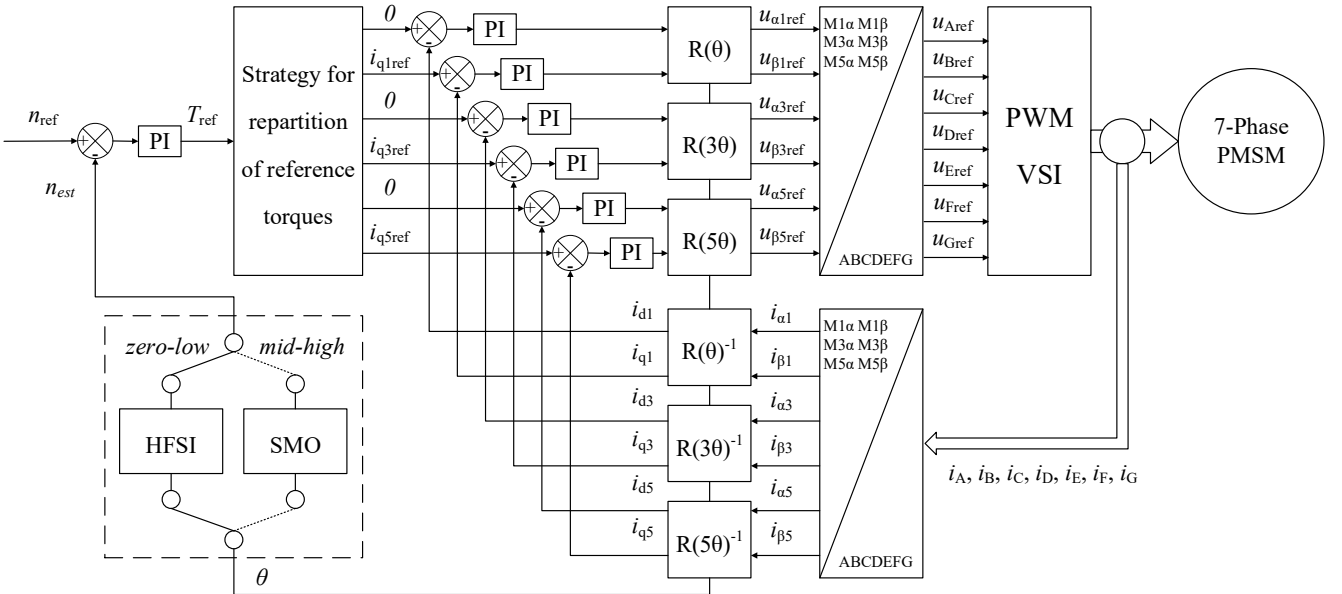 n_ref
n_est
PI
T_ref
Strategy for
repartition
of reference
torques
0
i_q1ref
0
i_q3ref
0
i_q5ref
+
-
+
-
+
-
+
-
+
-
+
-
+
-
PI
PI
PI
PI
PI
PI
R(θ)
R(3θ)
R(5θ)
u_α1ref
u_β1ref
u_α3ref
u_β3ref
u_α5ref
u_β5ref
M1α M1β
M3α M3β
M5α M5β
ABCDEFG
u_Aref
u_Bref
u_Cref
u_Dref
u_Eref
u_Fref
u_Gref
PWM
VSI
7-Phase
PMSM
zero-low
mid-high
HFSI
SMO
θ
i_d1
i_q1
i_d3
i_q3
i_d5
i_q5
R(θ)⁻¹
R(3θ)⁻¹
R(5θ)⁻¹
i_α1
i_β1
i_α3
i_β3
i_α5
i_β5
M1α M1β
M3α M3β
M5α M5β
ABCDEFG
i_A, i_B, i_C, i_D, i_E, i_F, i_G